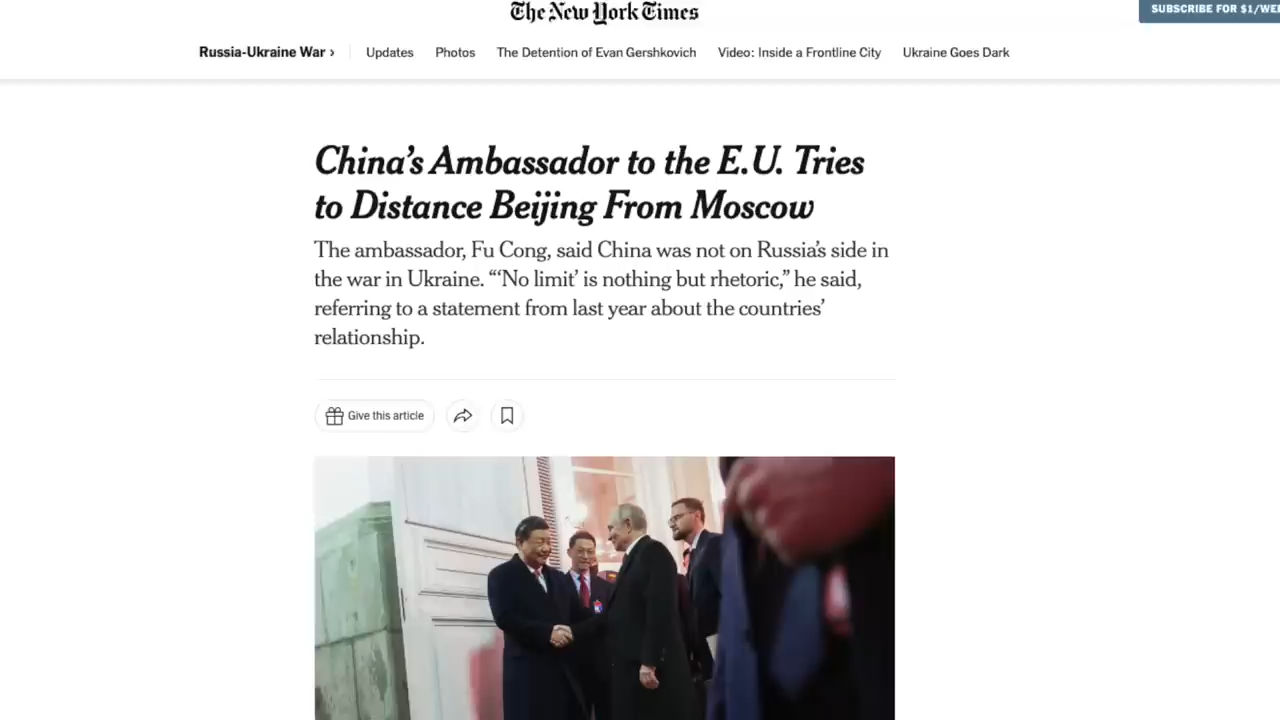 The New York Times
SUBSCRIBE FOR $1/WE
Russia-Ukraine War ›
Updates
Photos
The Detention of Evan Gershkovich
Video: Inside a Frontline City
Ukraine Goes Dark
China’s Ambassador to the E.U. Tries
to Distance Beijing From Moscow
The ambassador, Fu Cong, said China was not on Russia’s side in
the war in Ukraine. “‘No limit’ is nothing but rhetoric,” he said,
referring to a statement from last year about the countries’
relationship.
Give this article